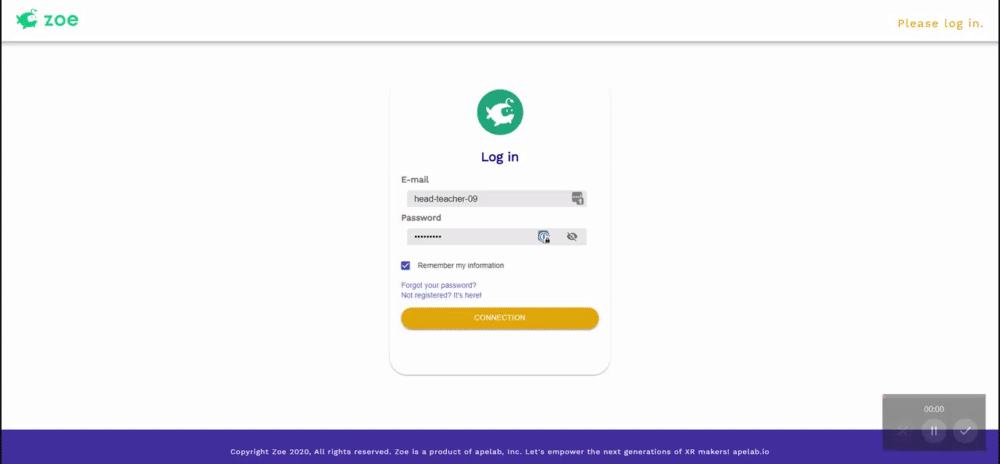 zoe
Please log in.
Log in
E-mail
head-teacher-09
Password
•••••••••
Remember my information
Forgot your password?
Not registered? It's here!
CONNECTION
00:00
Copyright Zoe 2020, All rights reserved. Zoe is a product of apelab, Inc. Let's empower the next generations of XR makers! apelab.io